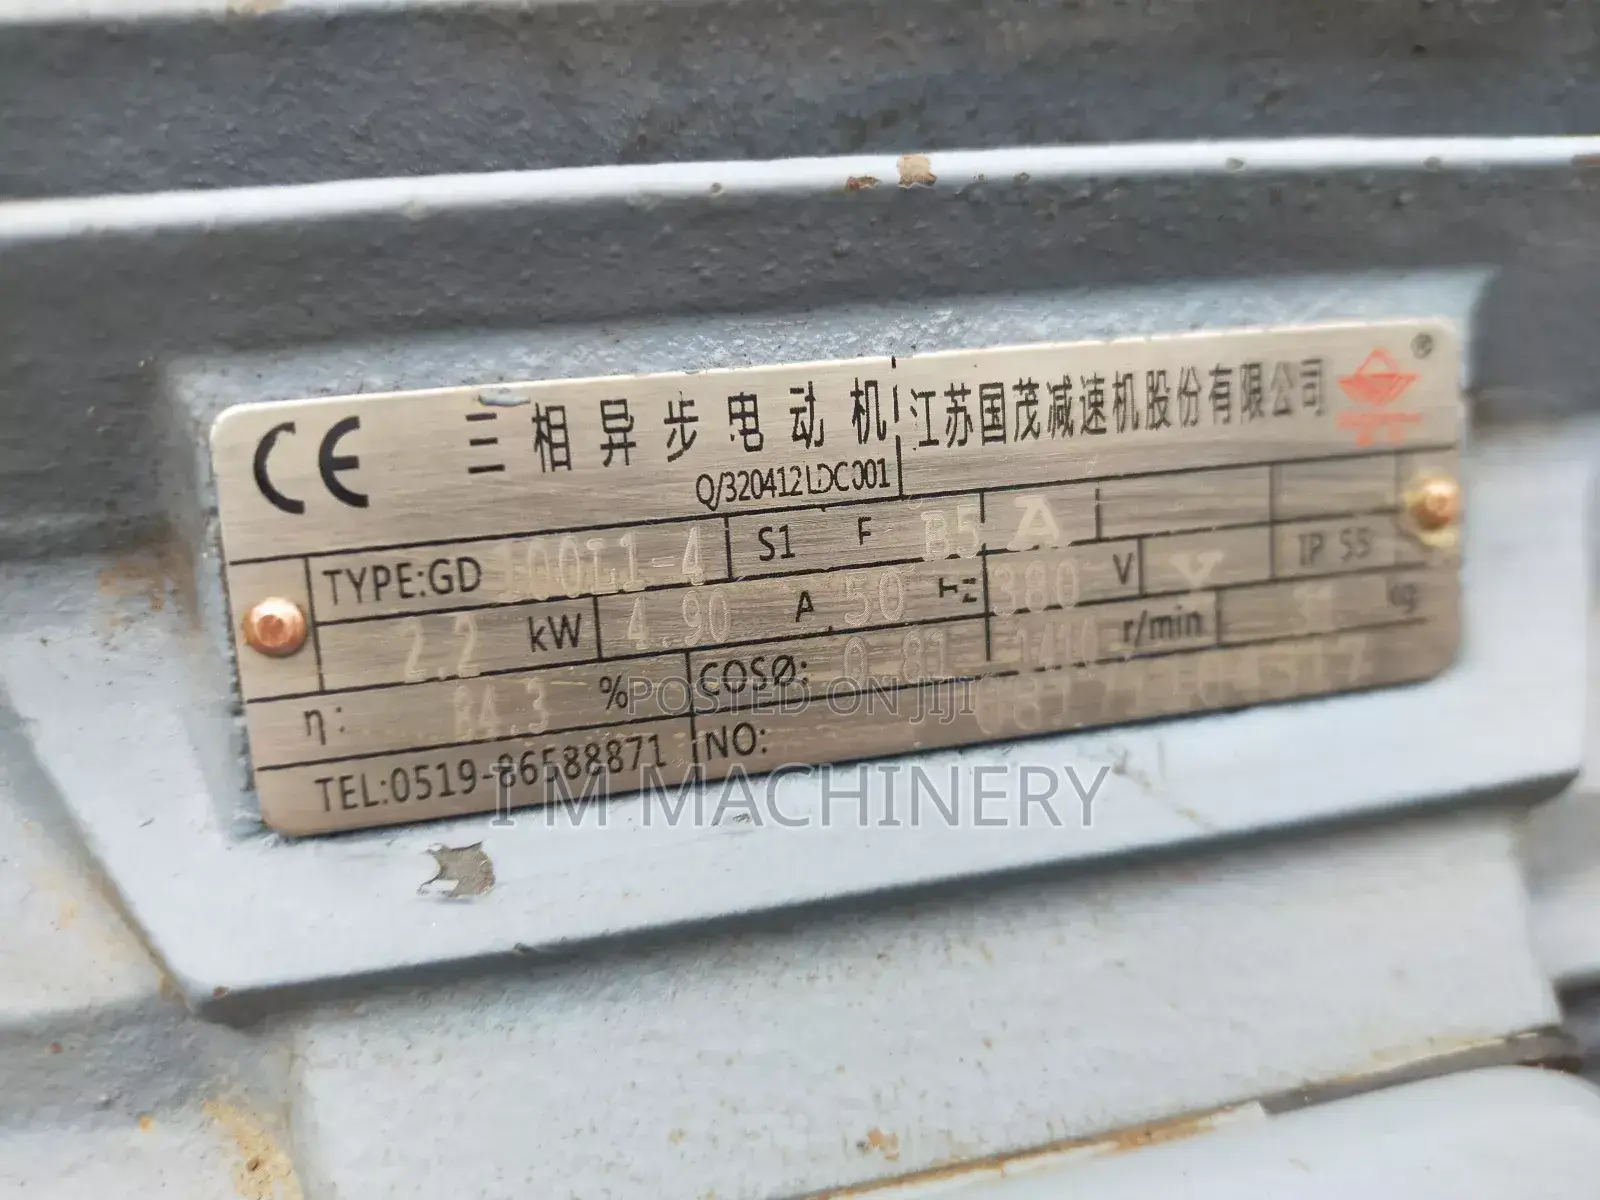 CE 三相异步电动机 江苏国茂减速机股份有限公司 ®
Q/320412LDC001
TYPE:GD 100L1-4 S1 F B5 A
2.2 kW 4.90 A 50 Hz 380 V Y IP 55
η: 84.3 % COSØ: 0.81 1410 r/min kg
TEL:0519-86588871 NO:
POSTED ON JIJI
I M MACHINERY